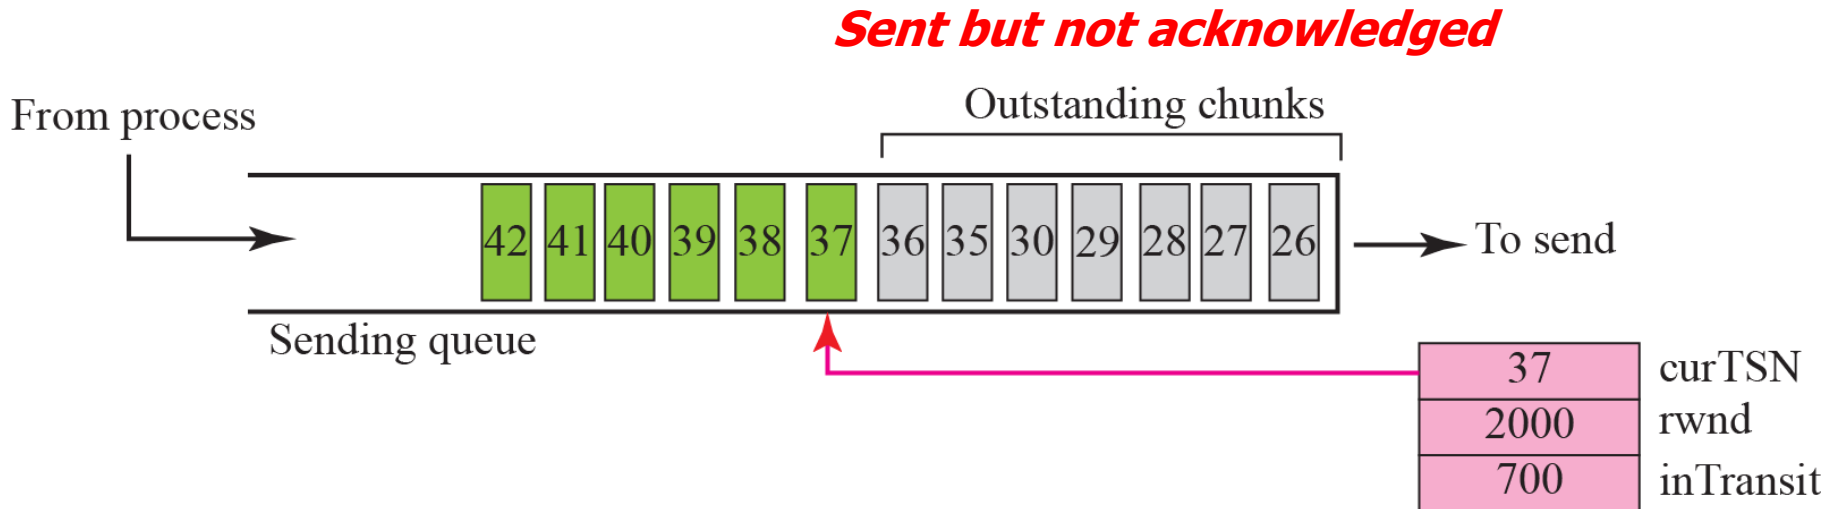 Sent but not acknowledged
From process
Outstanding chunks
42 41 40 39 38 37 36 35 30 29 28 27 26
To send
Sending queue
37 curTSN
2000 rwnd
700 inTransit